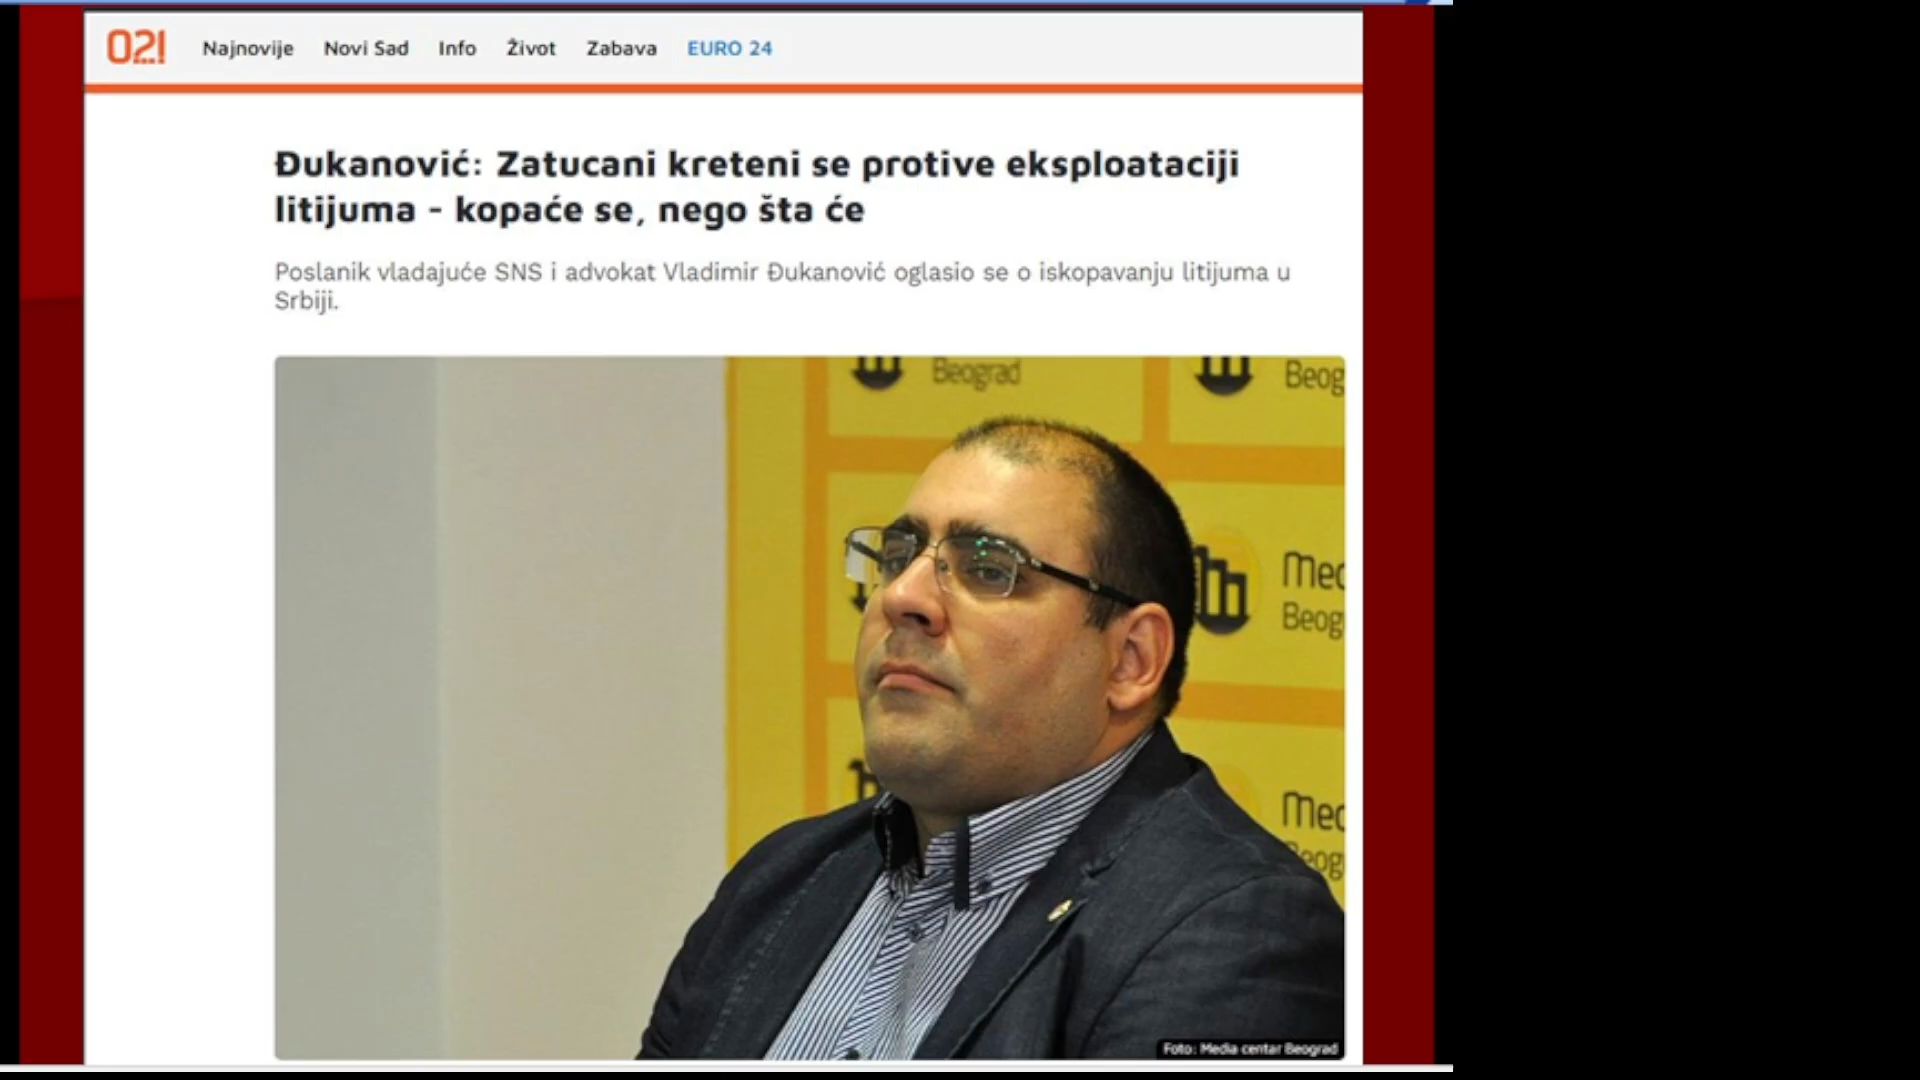 021
Najnovije Novi Sad Info Život Zabava EURO 24
Đukanović: Zatucani kreteni se protive eksploataciji
litijuma - kopaće se, nego šta će
Poslanik vladajuće SNS i advokat Vladimir Đukanović oglasio se o iskopavanju litijuma u
Srbiji.
Beograd
Beog
Med
Beog
Med
Beog
Foto: Media centar Beograd